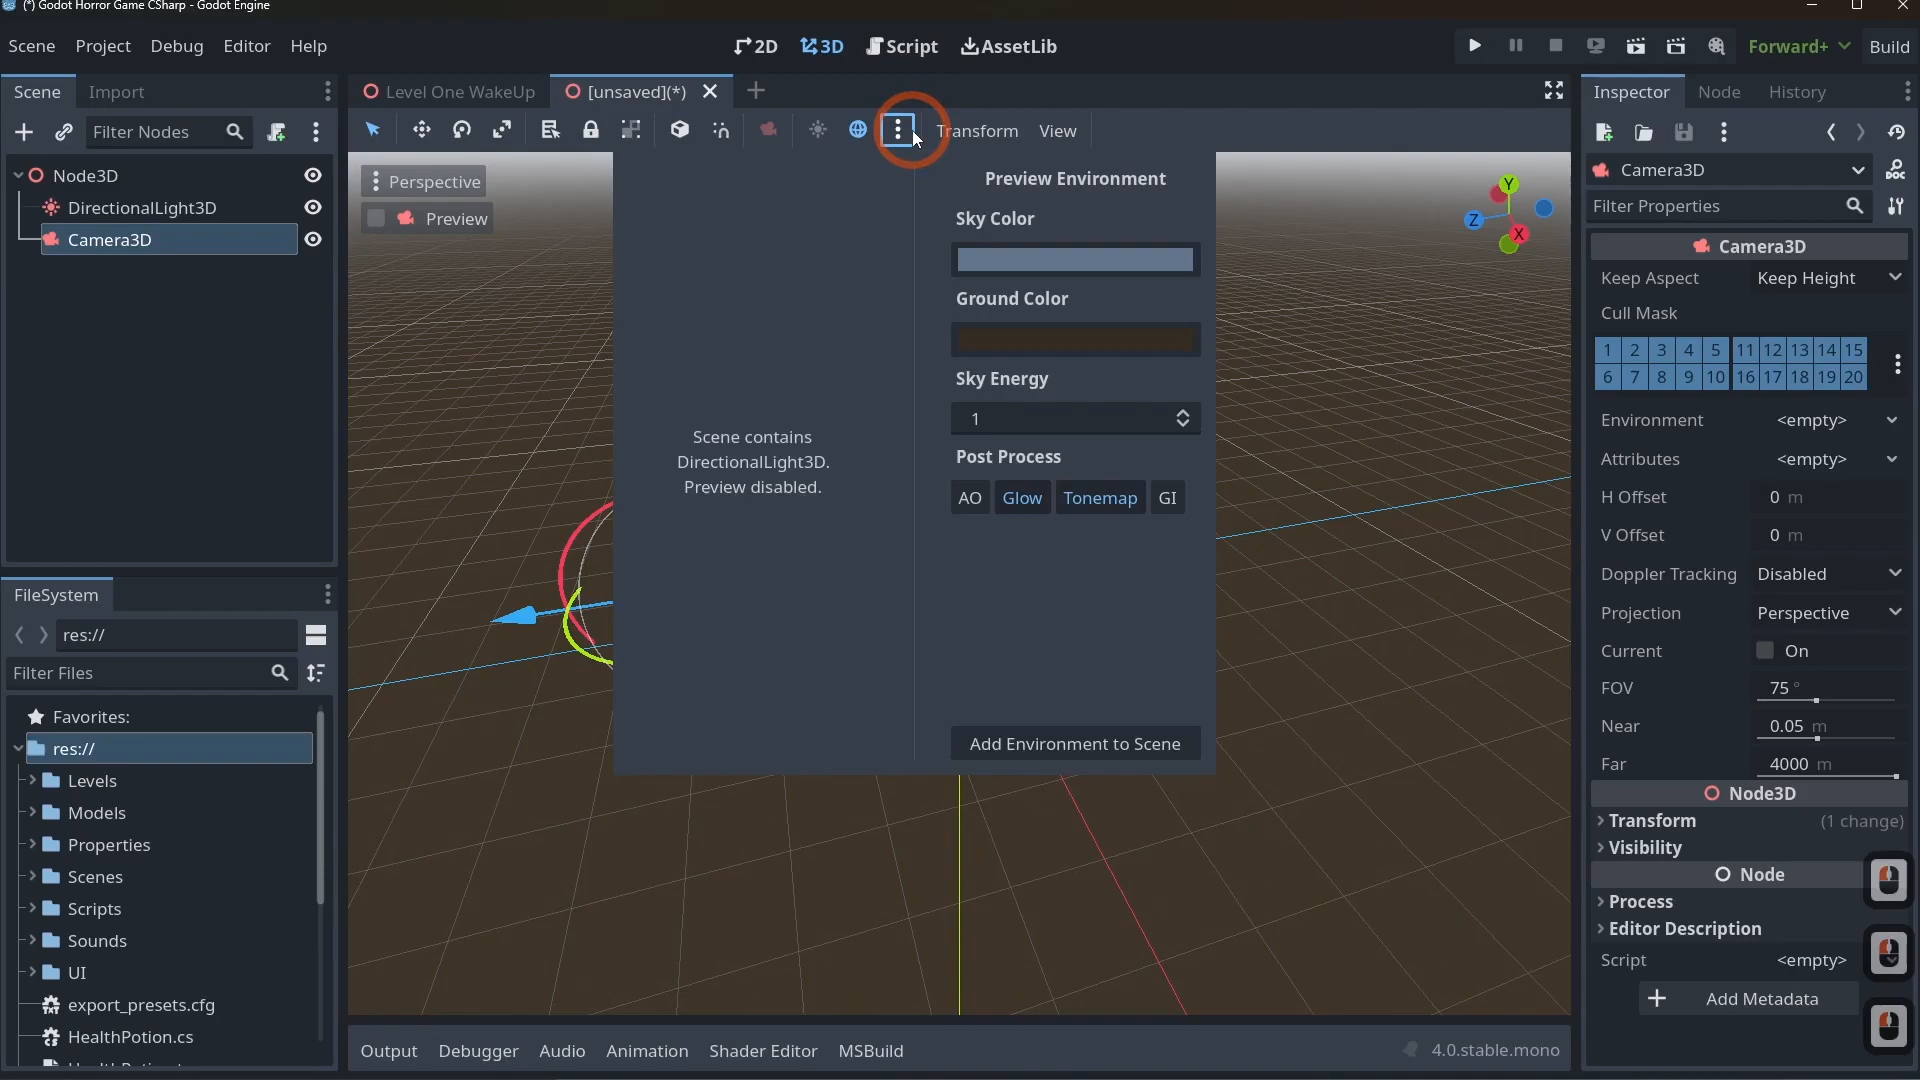 (*) Godot Horror Game CSharp - Godot Engine
Scene Project Debug Editor Help
2D 3D Script AssetLib
Forward+ Build
Scene Import
Level One WakeUp [unsaved](*)
Inspector Node History
Filter Nodes
Transform View
Node3D
DirectionalLight3D
Camera3D
Perspective
Preview
Y
Z
X
Preview Environment
Sky Color
Ground Color
Sky Energy
1
Post Process
AO Glow Tonemap GI
Add Environment to Scene
Scene contains
DirectionalLight3D.
Preview disabled.
Camera3D
DOC
Filter Properties
Camera3D
Keep Aspect Keep Height
Cull Mask
1 2 3 4 5 11 12 13 14 15
6 7 8 9 10 16 17 18 19 20
Environment <empty>
Attributes <empty>
H Offset 0 m
V Offset 0 m
Doppler Tracking Disabled
Projection Perspective
Current On
FOV 75 °
Near 0.05 m
Far 4000 m
Node3D
Transform (1 change)
Visibility
Node
Process
Editor Description
Script <empty>
Add Metadata
FileSystem
res://
Filter Files
Favorites:
res://
Levels
Models
Properties
Scenes
Scripts
Sounds
UI
export_presets.cfg
HealthPotion.cs
Output Debugger Audio Animation Shader Editor MSBuild
4.0.stable.mono